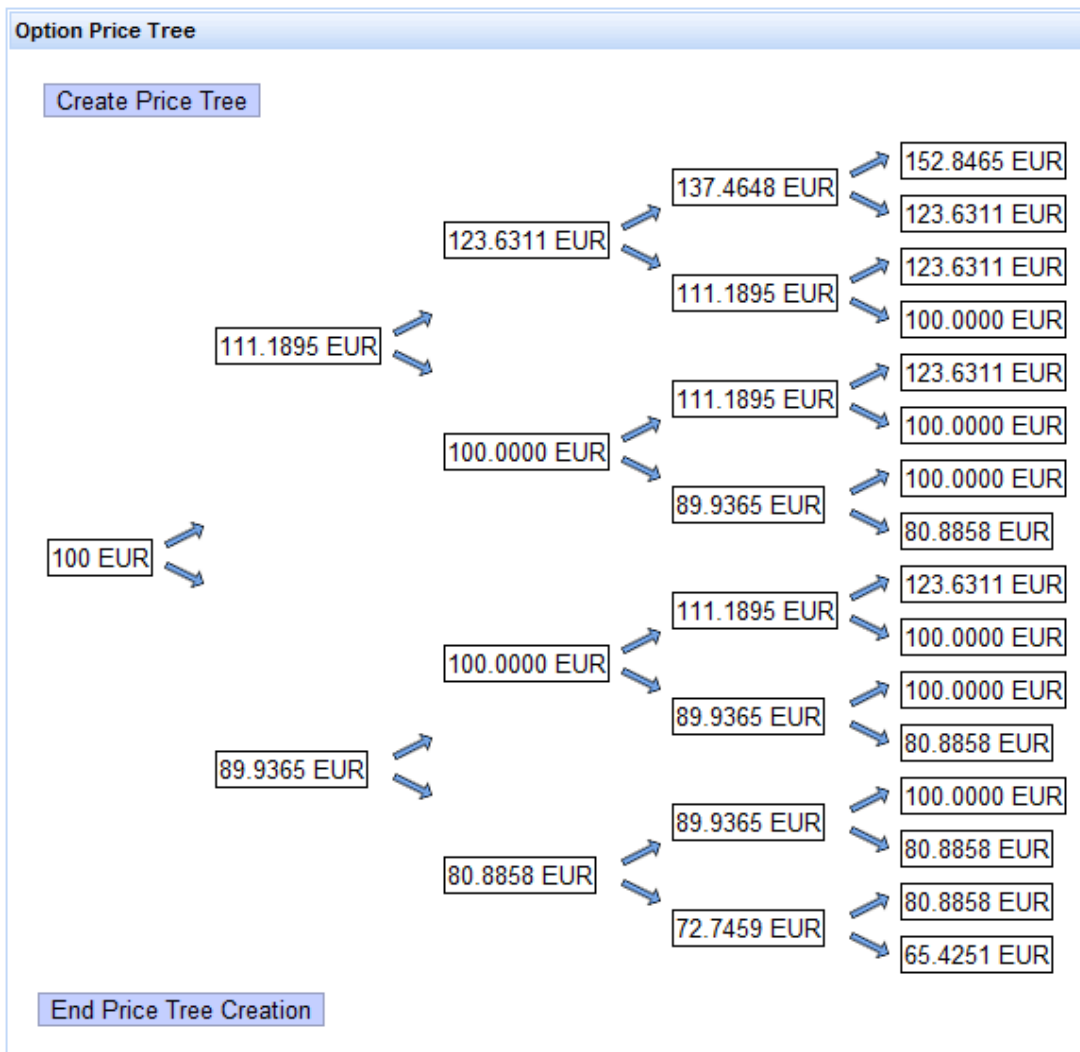 Option Price Tree
Create Price Tree
152.8465 EUR
137.4648 EUR
123.6311 EUR
123.6311 EUR
123.6311 EUR
111.1895 EUR
100.0000 EUR
111.1895 EUR
123.6311 EUR
111.1895 EUR
100.0000 EUR
100.0000 EUR
100.0000 EUR
89.9365 EUR
80.8858 EUR
100 EUR
123.6311 EUR
111.1895 EUR
100.0000 EUR
100.0000 EUR
100.0000 EUR
89.9365 EUR
80.8858 EUR
89.9365 EUR
100.0000 EUR
89.9365 EUR
80.8858 EUR
80.8858 EUR
80.8858 EUR
72.7459 EUR
65.4251 EUR
End Price Tree Creation